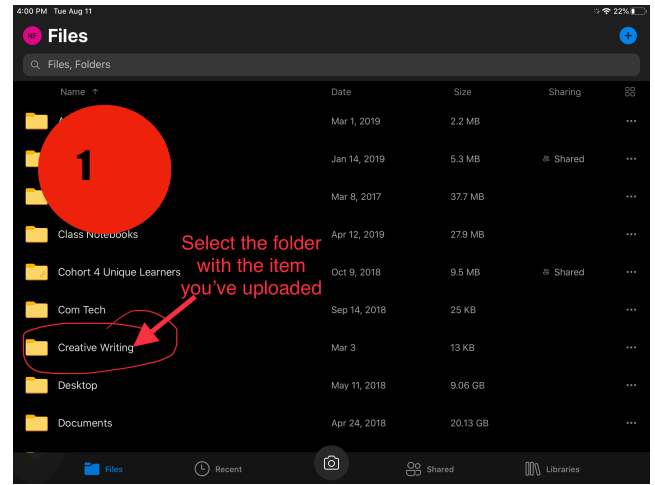 4:00 PM Tue Aug 11
22%
NF Files
Files, Folders
Name ↑ Date Size Sharing
Mar 1, 2019 2.2 MB
Jan 14, 2019 5.3 MB Shared
Mar 8, 2017 37.7 MB
1
Class Notebooks Apr 12, 2019 27.9 MB
Select the folder
with the item
you've uploaded
Cohort 4 Unique Learners Oct 9, 2018 9.5 MB Shared
Com Tech Sep 14, 2018 25 KB
Creative Writing Mar 3 13 KB
Desktop May 11, 2018 9.06 GB
Documents Apr 24, 2018 20.13 GB
Files Recent Shared Libraries